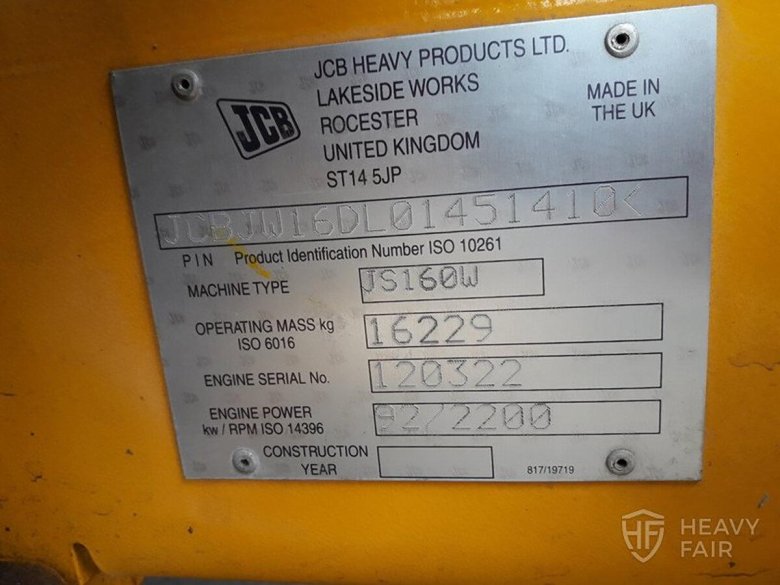 JCB
JCB HEAVY PRODUCTS LTD.
LAKESIDE WORKS
ROCESTER
UNITED KINGDOM
ST14 5JP
MADE IN
THE UK
JCBJW16DL01451410<
PIN Product Identification Number ISO 10261
MACHINE TYPE JS160W
OPERATING MASS kg
ISO 6016
16229
ENGINE SERIAL No. 120322
ENGINE POWER
kw / RPM ISO 14396
92/2200
CONSTRUCTION
YEAR
817/19719
HF HEAVY
FAIR